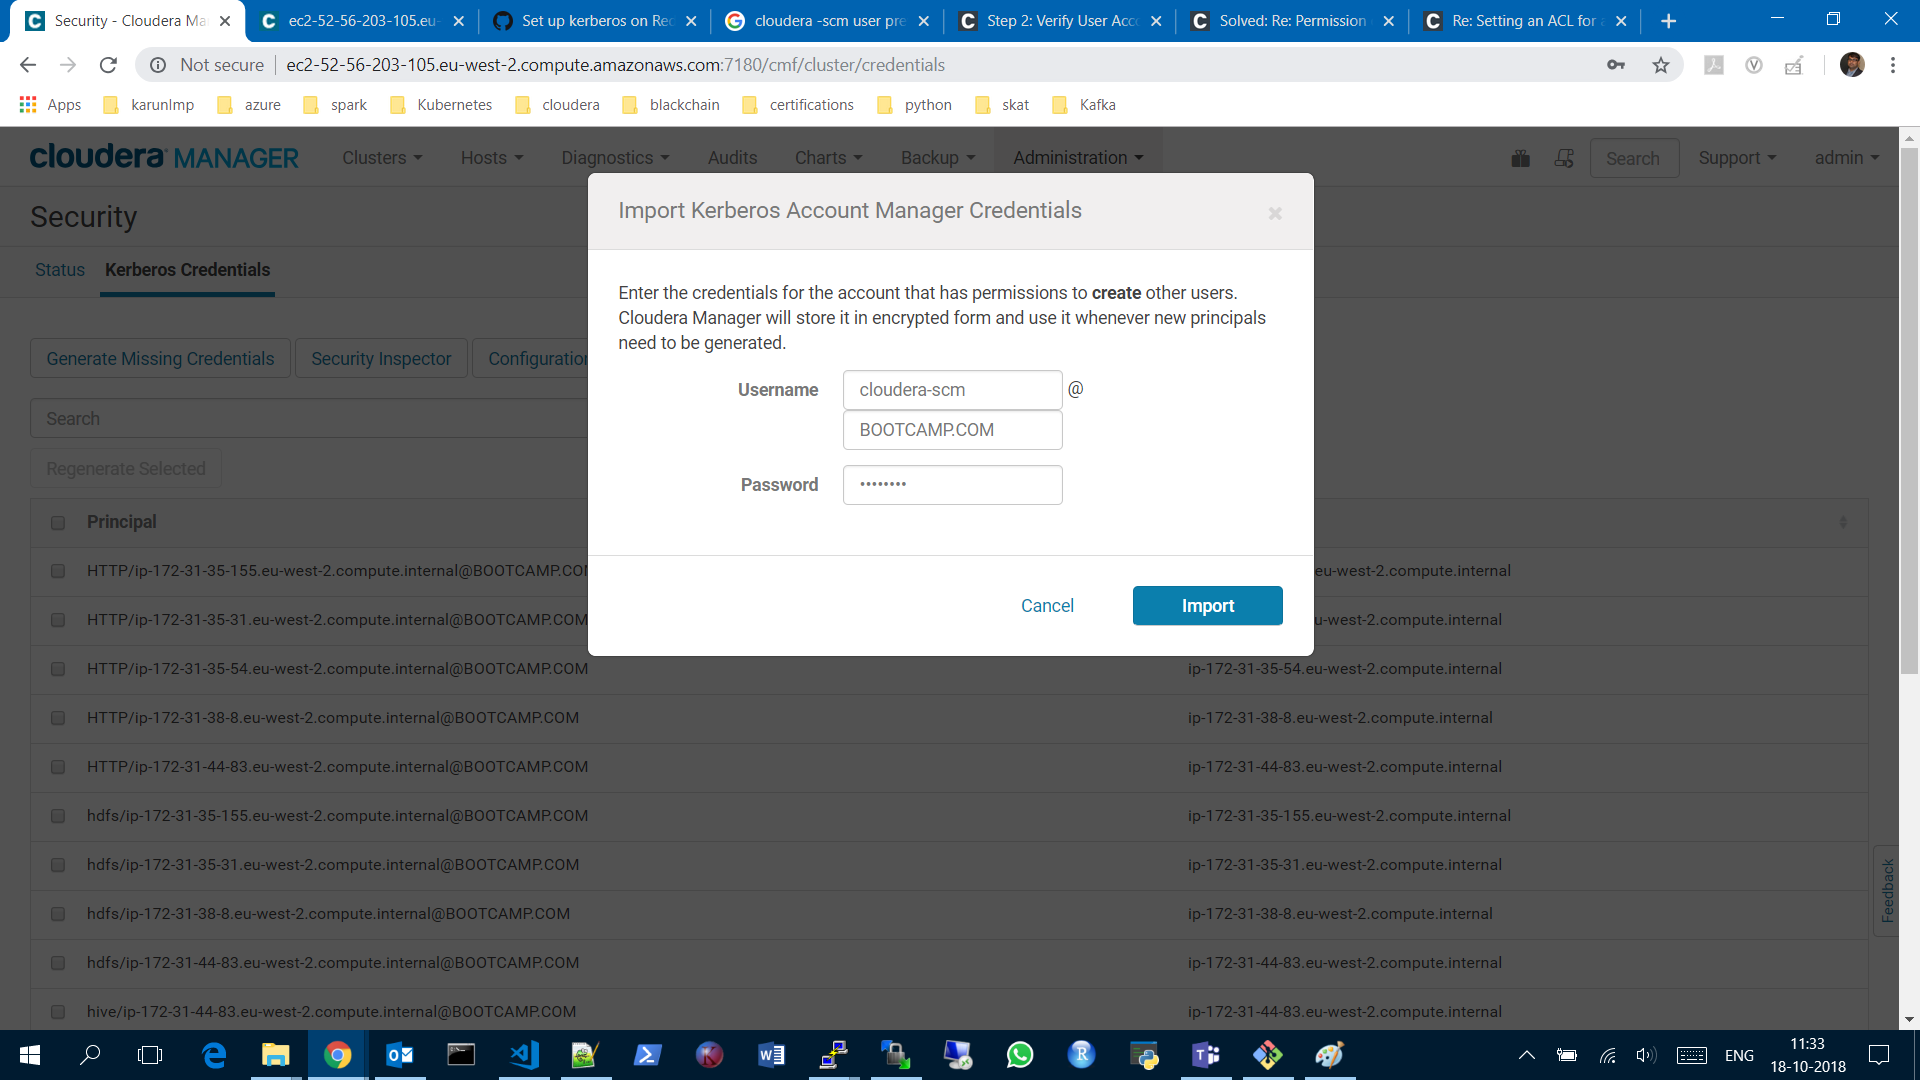 Security - Cloudera Ma
ec2-52-56-203-105.eu-
Set up kerberos on Rec
cloudera -scm user pre
Step 2: Verify User Acco
Solved: Re: Permission
Re: Setting an ACL for a
Not secure
ec2-52-56-203-105.eu-west-2.compute.amazonaws.com:7180/cmf/cluster/credentials
Apps karunImp azure spark Kubernetes cloudera blackchain certifications python skat Kafka
cloudera MANAGER Clusters Hosts Diagnostics Audits Charts Backup Administration Search Support admin
Security
Status Kerberos Credentials
Generate Missing Credentials Security Inspector Configuration
Search
Regenerate Selected
Import Kerberos Account Manager Credentials
Enter the credentials for the account that has permissions to create other users.
Cloudera Manager will store it in encrypted form and use it whenever new principals
need to be generated.
Username cloudera-scm @
BOOTCAMP.COM
Password ••••••••
Cancel Import
Principal
HTTP/ip-172-31-35-155.eu-west-2.compute.internal@BOOTCAMP.COM eu-west-2.compute.internal
HTTP/ip-172-31-35-31.eu-west-2.compute.internal@BOOTCAMP.COM u-west-2.compute.internal
HTTP/ip-172-31-35-54.eu-west-2.compute.internal@BOOTCAMP.COM ip-172-31-35-54.eu-west-2.compute.internal
HTTP/ip-172-31-38-8.eu-west-2.compute.internal@BOOTCAMP.COM ip-172-31-38-8.eu-west-2.compute.internal
HTTP/ip-172-31-44-83.eu-west-2.compute.internal@BOOTCAMP.COM ip-172-31-44-83.eu-west-2.compute.internal
hdfs/ip-172-31-35-155.eu-west-2.compute.internal@BOOTCAMP.COM ip-172-31-35-155.eu-west-2.compute.internal
hdfs/ip-172-31-35-31.eu-west-2.compute.internal@BOOTCAMP.COM ip-172-31-35-31.eu-west-2.compute.internal
hdfs/ip-172-31-38-8.eu-west-2.compute.internal@BOOTCAMP.COM ip-172-31-38-8.eu-west-2.compute.internal
hdfs/ip-172-31-44-83.eu-west-2.compute.internal@BOOTCAMP.COM ip-172-31-44-83.eu-west-2.compute.internal
hive/ip-172-31-44-83.eu-west-2.compute.internal@BOOTCAMP.COM ip-172-31-44-83.eu-west-2.compute.internal
Feedback
ENG
11:33
18-10-2018